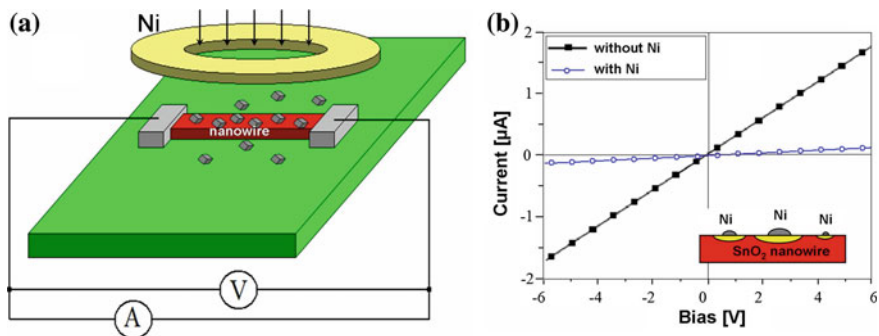 (a)
Ni
nanowire
V
A
(b)
Current [µA]
2
1
0
-1
-2
without Ni
with Ni
Ni Ni Ni
SnO₂ nanowire
-6 -4 -2 0 2 4 6
Bias [V]